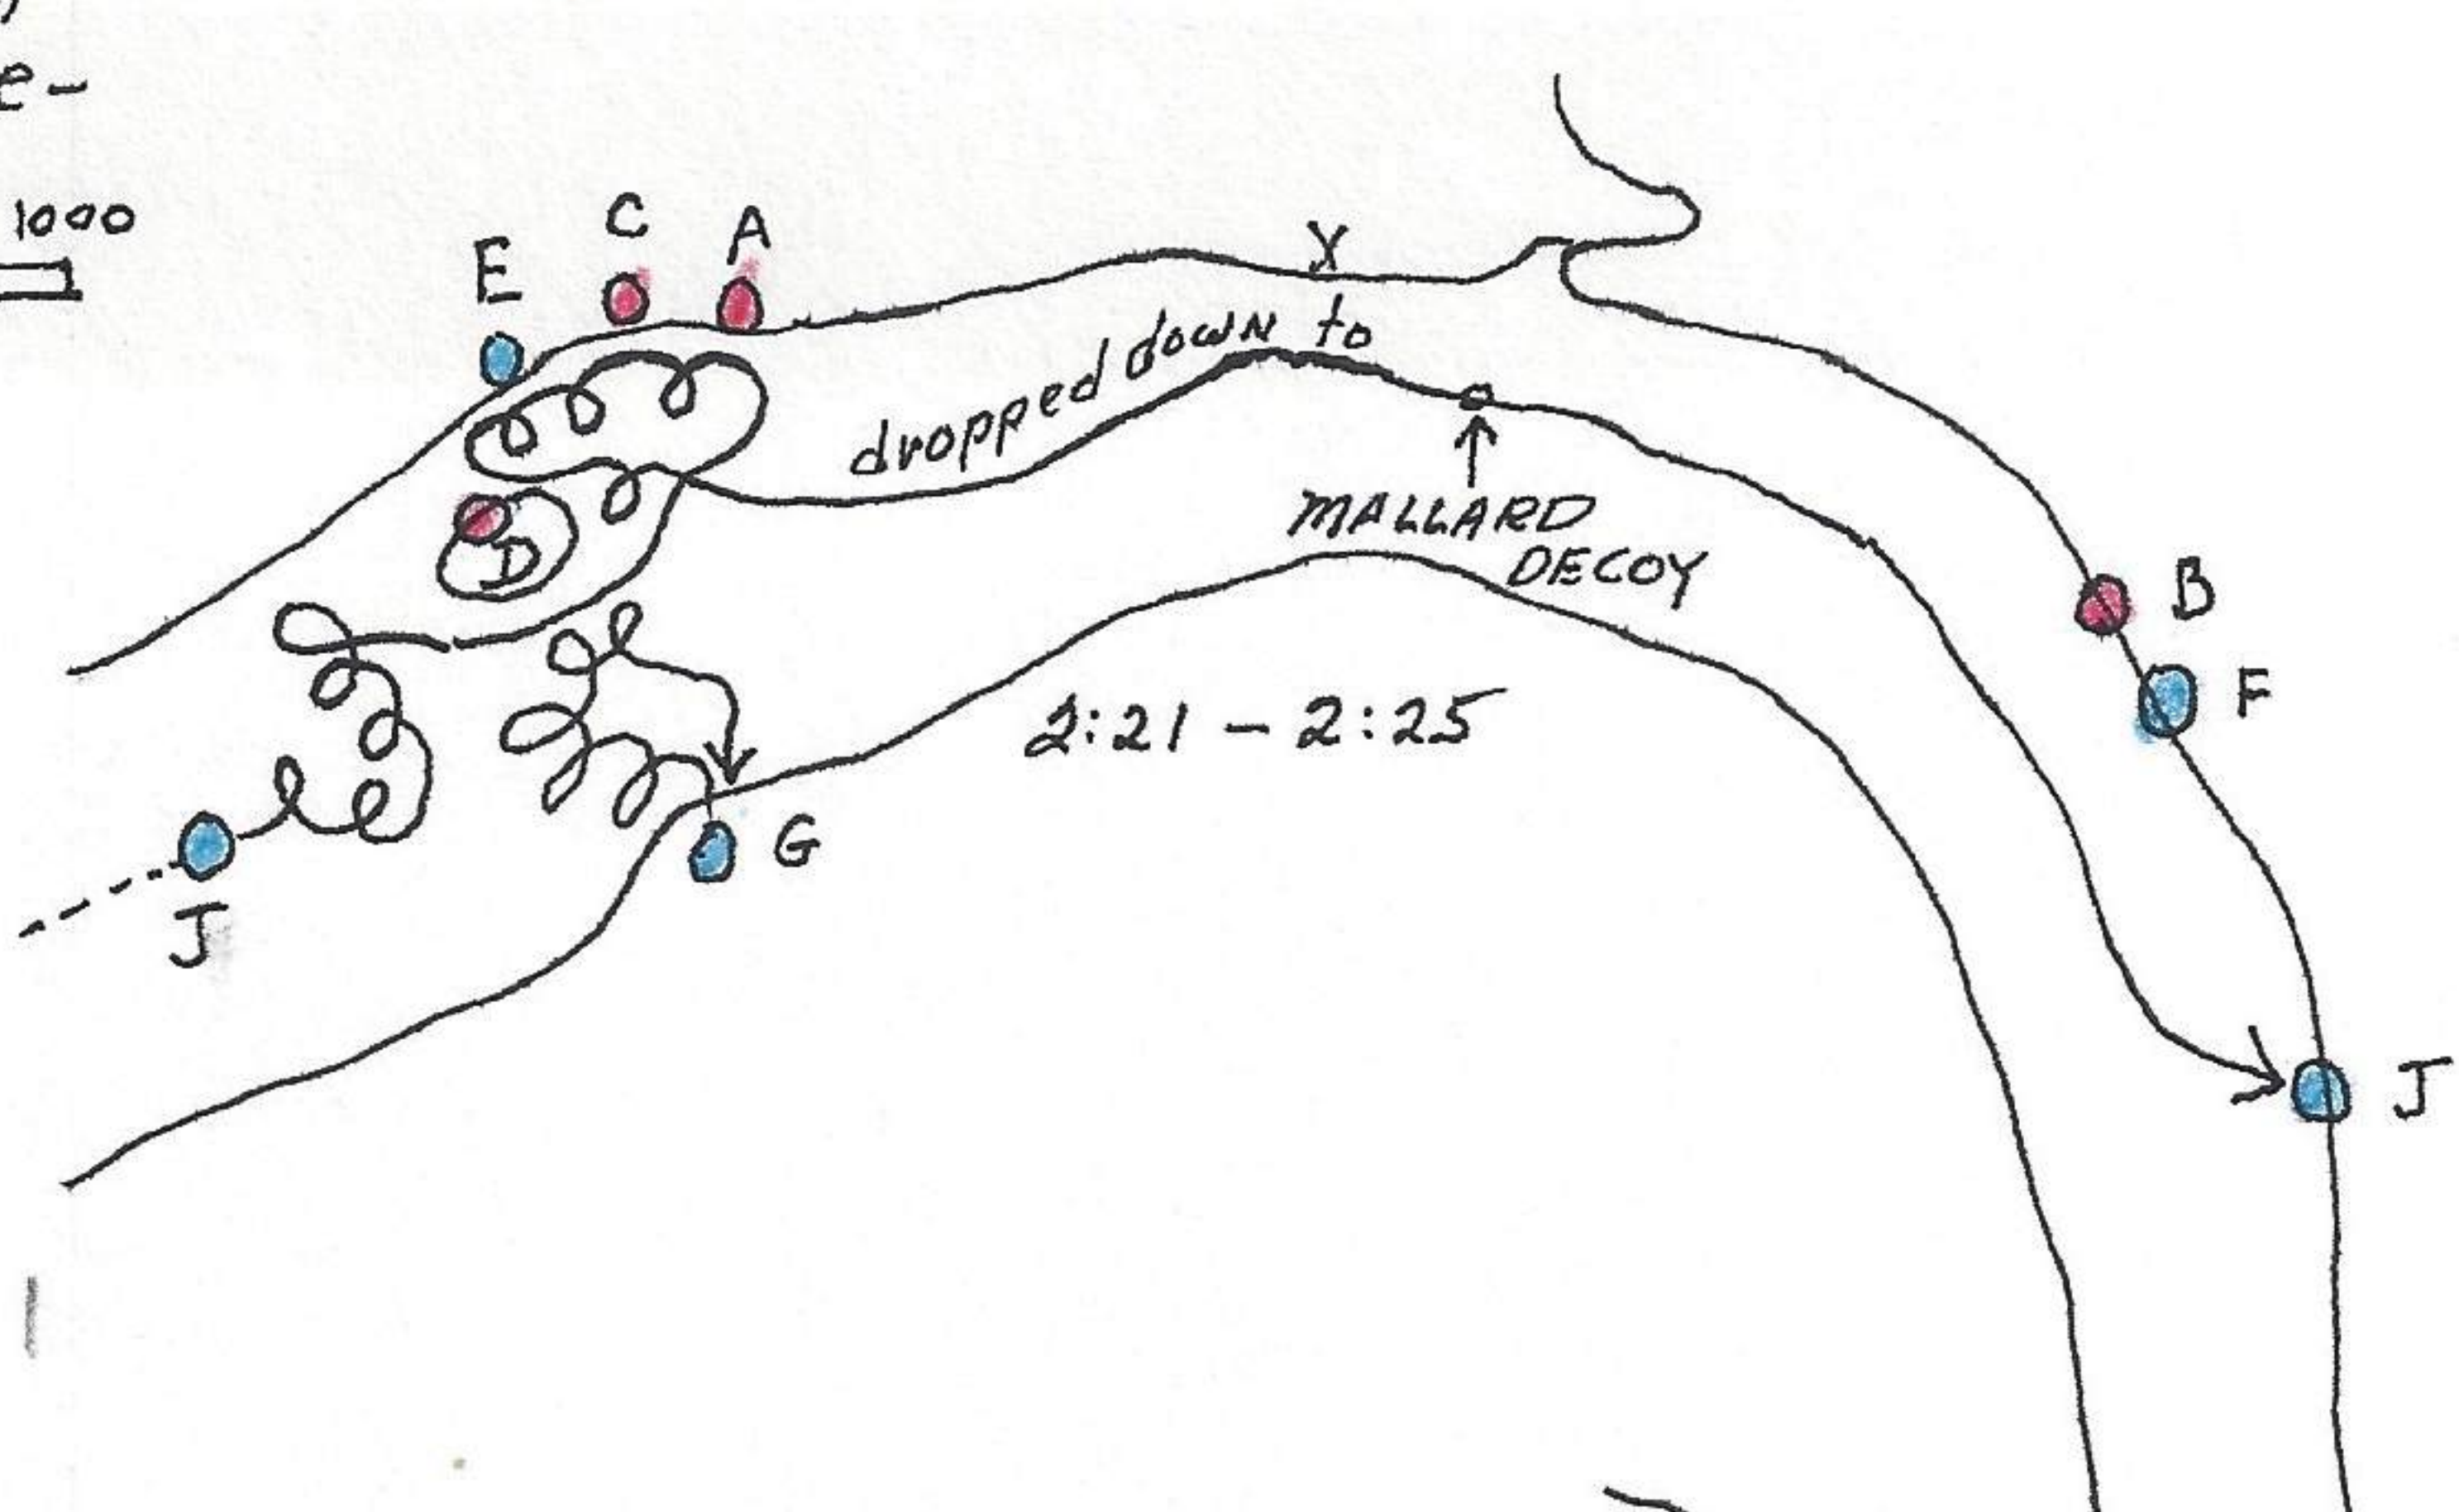 e-
1000
E
C
A
X
dropped down to
MALLARD
DECOY
D
B
F
2:21 - 2:25
G
J
J